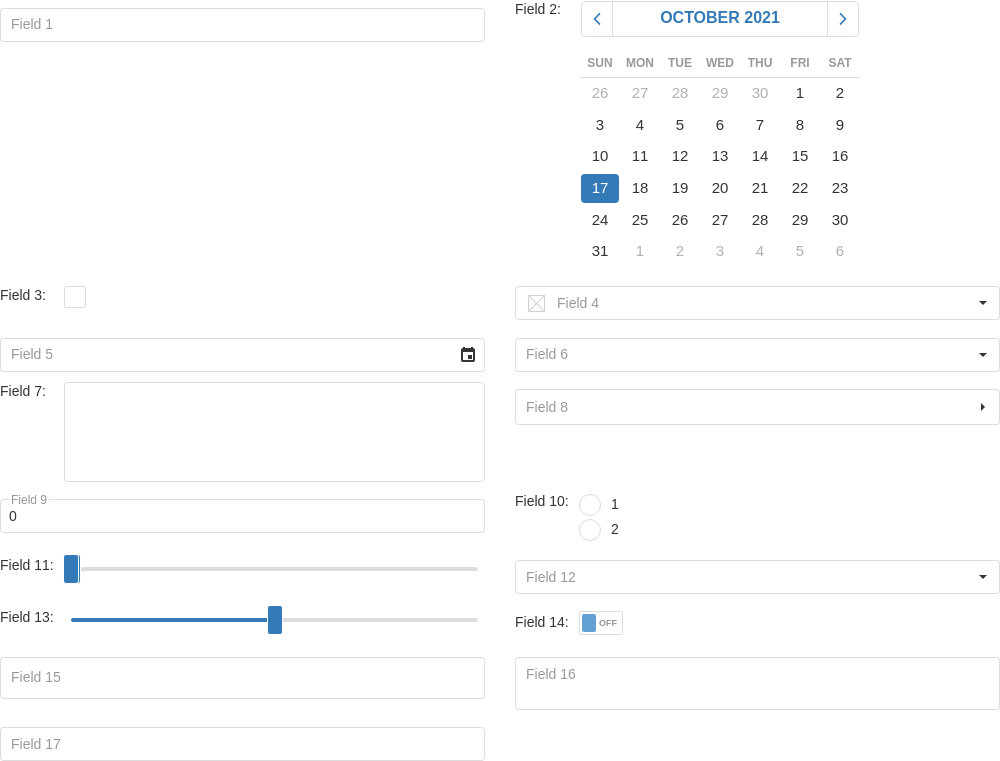 Field 1
Field 2:
OCTOBER 2021
SUN MON TUE WED THU FRI SAT
26 27 28 29 30 1 2
3 4 5 6 7 8 9
10 11 12 13 14 15 16
17 18 19 20 21 22 23
24 25 26 27 28 29 30
31 1 2 3 4 5 6
Field 3:
Field 4
Field 5
Field 6
Field 7:
Field 8
Field 9
0
Field 10:
1
2
Field 11:
Field 12
Field 13:
Field 14:
OFF
Field 15
Field 16
Field 17